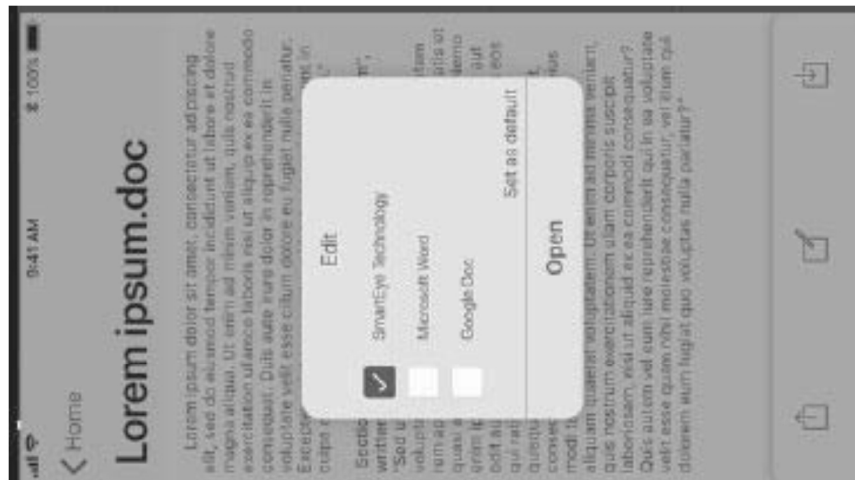 9:41 AM
100%
Home
Lorem ipsum.doc
Lorem ipsum dolor sit amet, consectetur adipiscing
elit, sed do eiusmod tempor incididunt ut labore et dolore
magna aliqua. Ut enim ad minim veniam, quis nostrud
exercitation ullamco laboris nisi ut aliquip ex ea commodo
consequat. Duis aute irure dolor in reprehenderit in
voluptate velit esse cillum dolore eu fugiat nulla pariatur.
Edit
SmartEye Technology
Microsoft Word
Google Doc
Set as default
Open
aliquam quaerat voluptatem. Ut enim ad minima veniam,
quis nostrum exercitationem ullam corporis suscipit
laboriosam, nisi ut aliquid ex ea commodi consequatur?
Quis autem vel eum iure reprehenderit qui in ea voluptate
velit esse quam nihil molestiae consequatur, vel illum qui
dolorem eum fugiat quo voluptas nulla pariatur?"